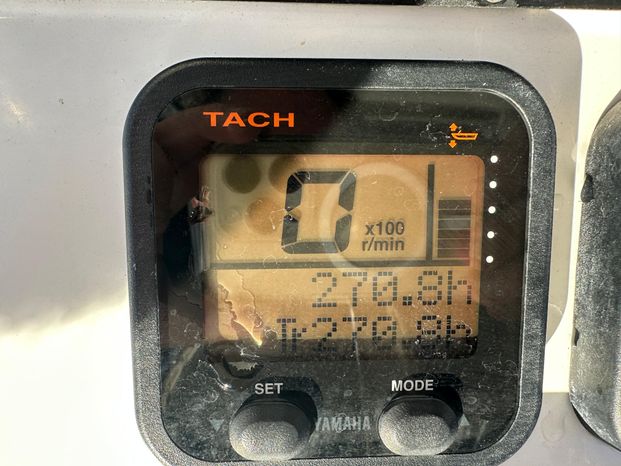 TACH
0
x100
r/min
270.8h
Tr270.8h
SET
MODE
YAMAHA